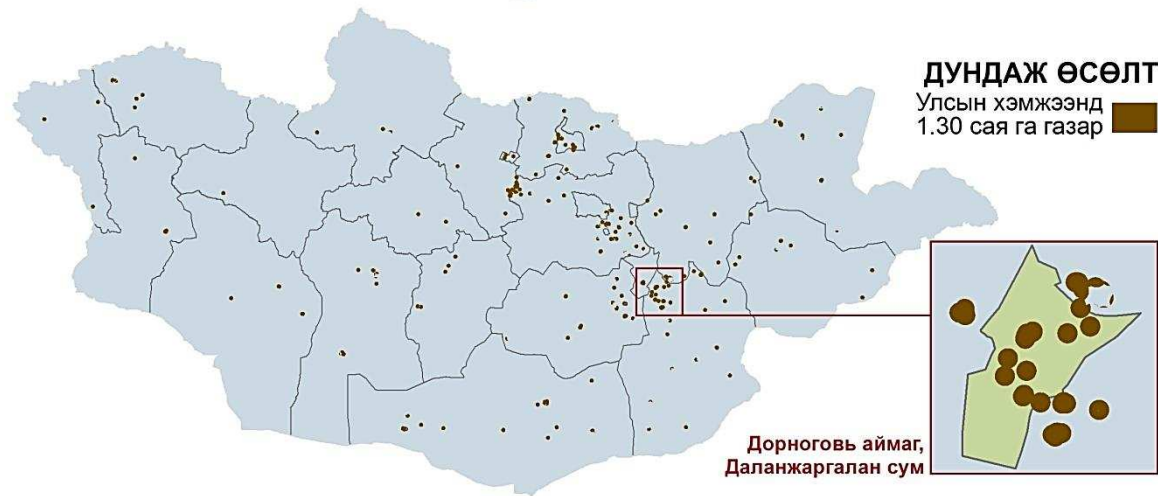 ДУНДАЖ ӨСӨЛТ
Улсын хэмжээнд
1.30 сая га газар
Дорноговь аймаг,
Даланжаргалан сум